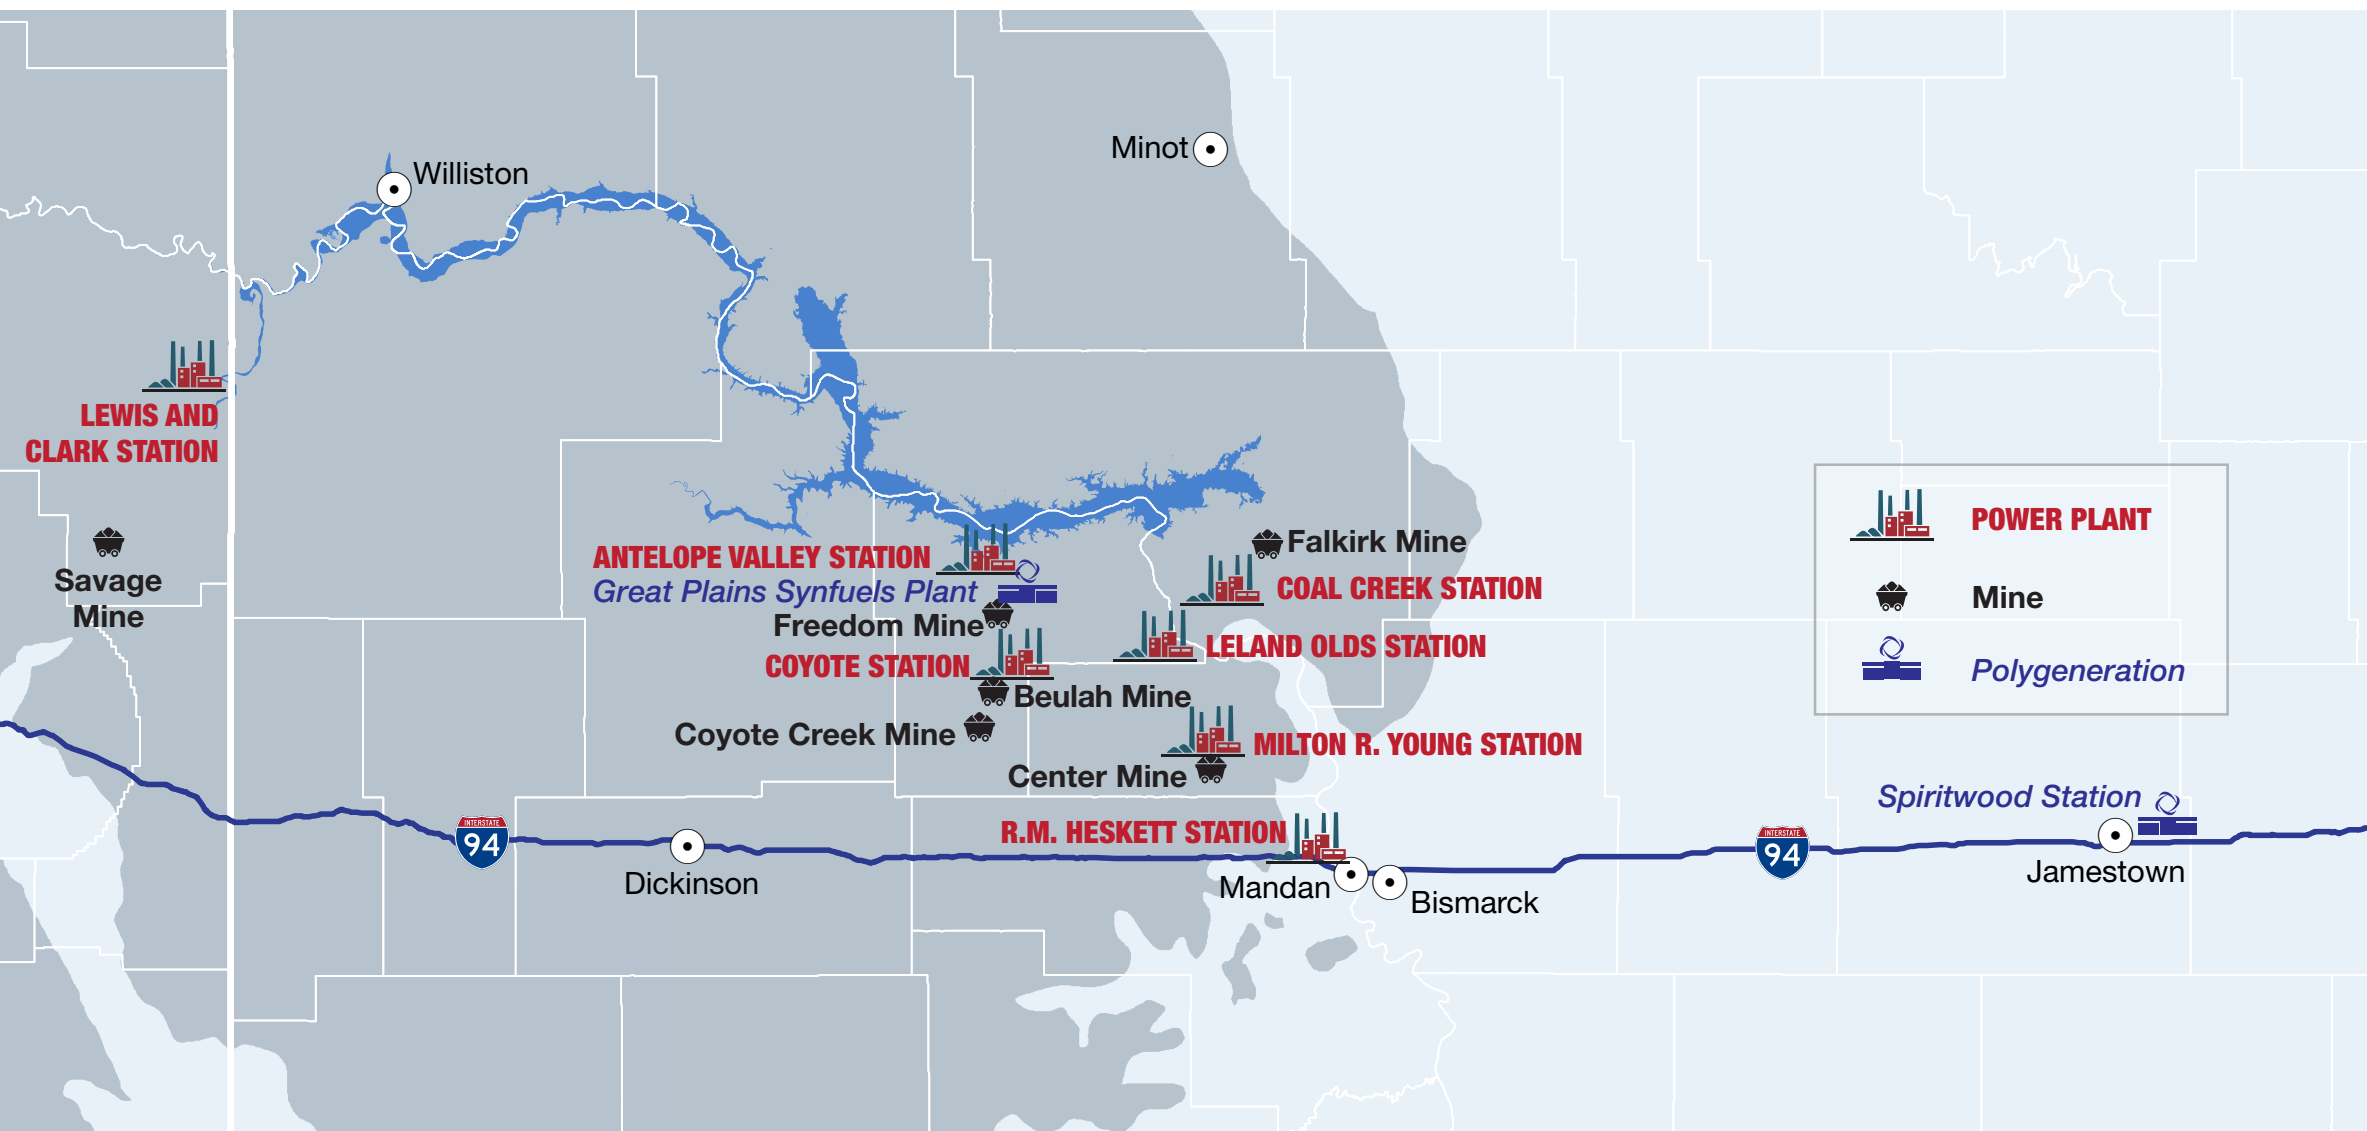 Minot
Williston
LEWIS AND
CLARK STATION
POWER PLANT
Falkirk Mine
ANTELOPE VALLEY STATION
Savage
Mine
Great Plains Synfuels Plant
COAL CREEK STATION
Mine
Freedom Mine
LELAND OLDS STATION
COYOTE STATION
Polygeneration
Beulah Mine
Coyote Creek Mine
MILTON R. YOUNG STATION
Center Mine
Spiritwood Station
R.M. HESKETT STATION
INTERSTATE
94
INTERSTATE
94
Dickinson
Mandan
Bismarck
Jamestown